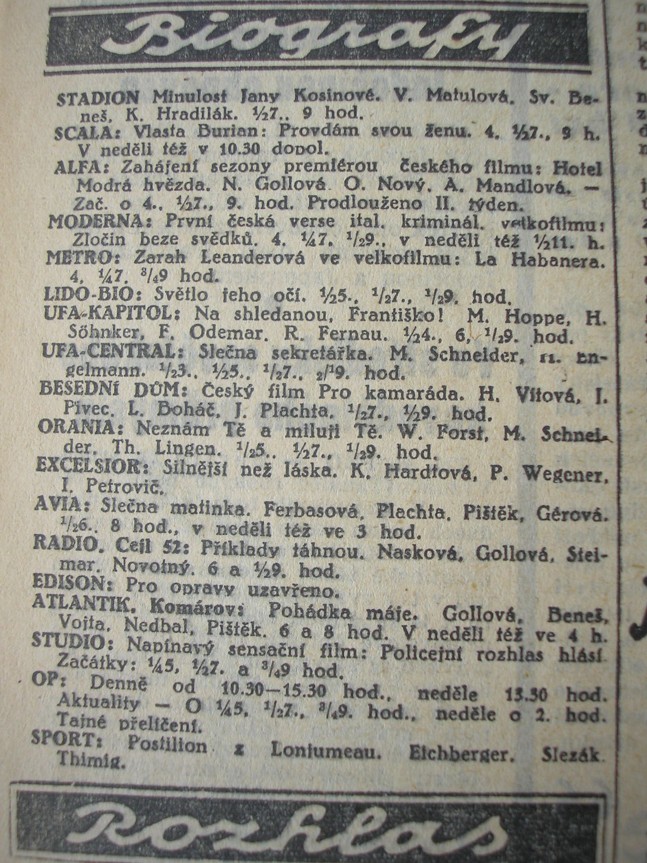 Biografy
STADION Minulost Jany Kosinové. V. Matulová, Sv. Be-
neš, K. Hradilák. ½7., 9 hod.
SCALA: Vlasta Burian: Provdám svou ženu. 4, ½7., 9 h.
V neděli též v 10.30 dopol.
ALFA: Zahájení sezony premiérou českého filmu: Hotel
Modrá hvězda. N. Gollová O. Nový, A. Mandlová. —
Zač. o 4., ½7., 9. hod. Prodlouženo II. týden.
MODERNA: První česká verse ital. kriminál. velkofilmu:
Zločin beze svědků. 4, ¼7, ½9., v neděli též ½11. h.
METRO: Zarah Leanderová ve velkofilmu: La Habanera.
4, ¼7, ¾9 hod.
LIDO-BIO: Světlo jeho očí. ½5., ½7., ½9. hod.
UFA-KAPITOL: Na shledanou, Františko! M. Hoppe, H.
Söhnker, F. Odemar, R. Fernau. ½4., 6, ½9. hod.
UFA-CENTRAL: Slečna sekretářka. M. Schneider, En-
gelmann. ½3., ½5., ½7., 2/19. hod.
BESEDNÍ DŮM: Český film Pro kamaráda. H. Vítová, J.
Pivec, L. Boháč, J. Plachta, ½7., ½9. hod.
ORANIA: Neznám Tě a miluji Tě. W. Forst, M. Schnei-
der, Th. Lingen. ½5., ½7., ½9. hod.
EXCELSIOR: Silnější než láska. K. Hardtová, P. Wegener,
I. Petrovič.
AVIA: Slečna matinka. Ferbasová, Plachta, Pištěk, Gérová.
½6., 8 hod., v neděli též ve 3 hod.
RADIO, Cejl 52: Příklady táhnou. Nasková, Gollová, Stei-
mar, Novotný. 6 a ½9. hod.
EDISON: Pro opravy uzavřeno.
ATLANTIK, Komárov: Pohádka máje. Gollová, Beneš,
Vojta, Nedbal, Pištěk. 6 a 8 hod. V neděli též ve 4 h.
STUDIO: Napínavý sensační film: Policejní rozhlas hlásí
Začátky: ¼5, ½7. a ¾9 hod.
OP: Denně od 10.30—15.30 hod., neděle 13.30 hod.
Aktuality — O ¼5, ½7., ¾9. hod., neděle o 2. hod.
Tajné přelíčení.
SPORT: Postilion z Lonjumeau. Eichberger, Slezák
Thimig.
Rozhlas